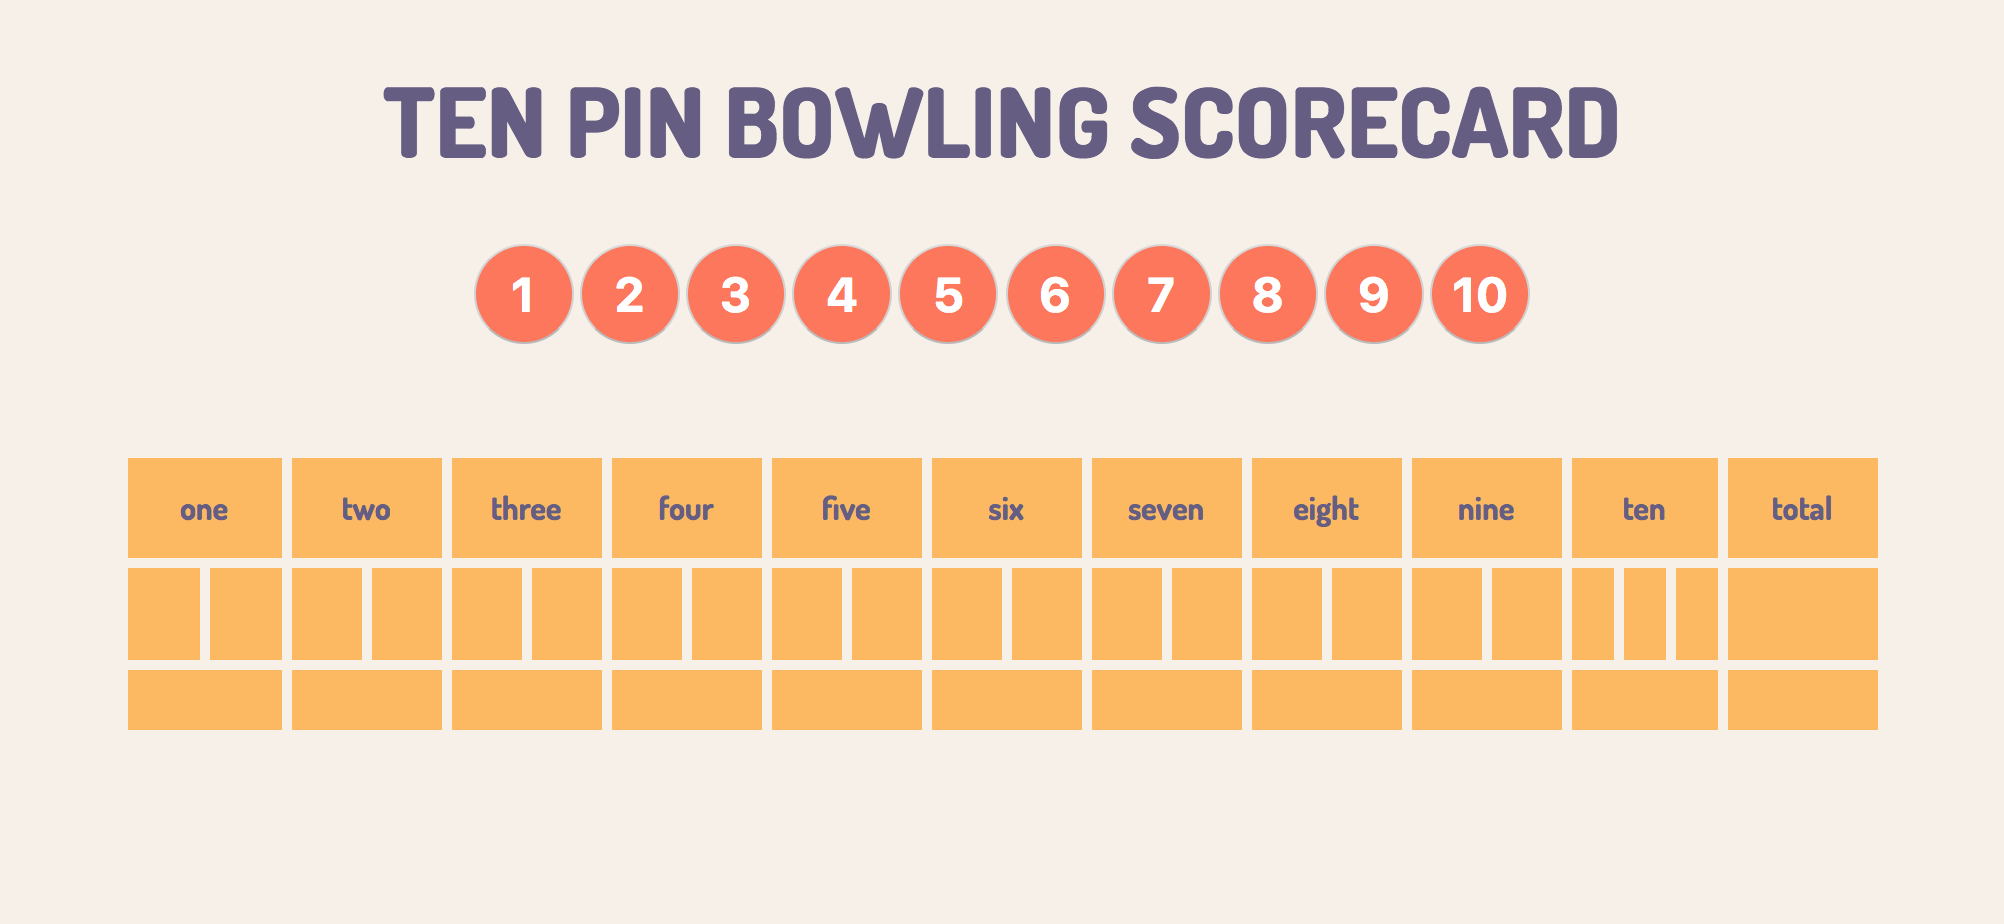 TEN PIN BOWLING SCORECARD
1 2 3 4 5 6 7 8 9 10
one two three four five six seven eight nine ten total